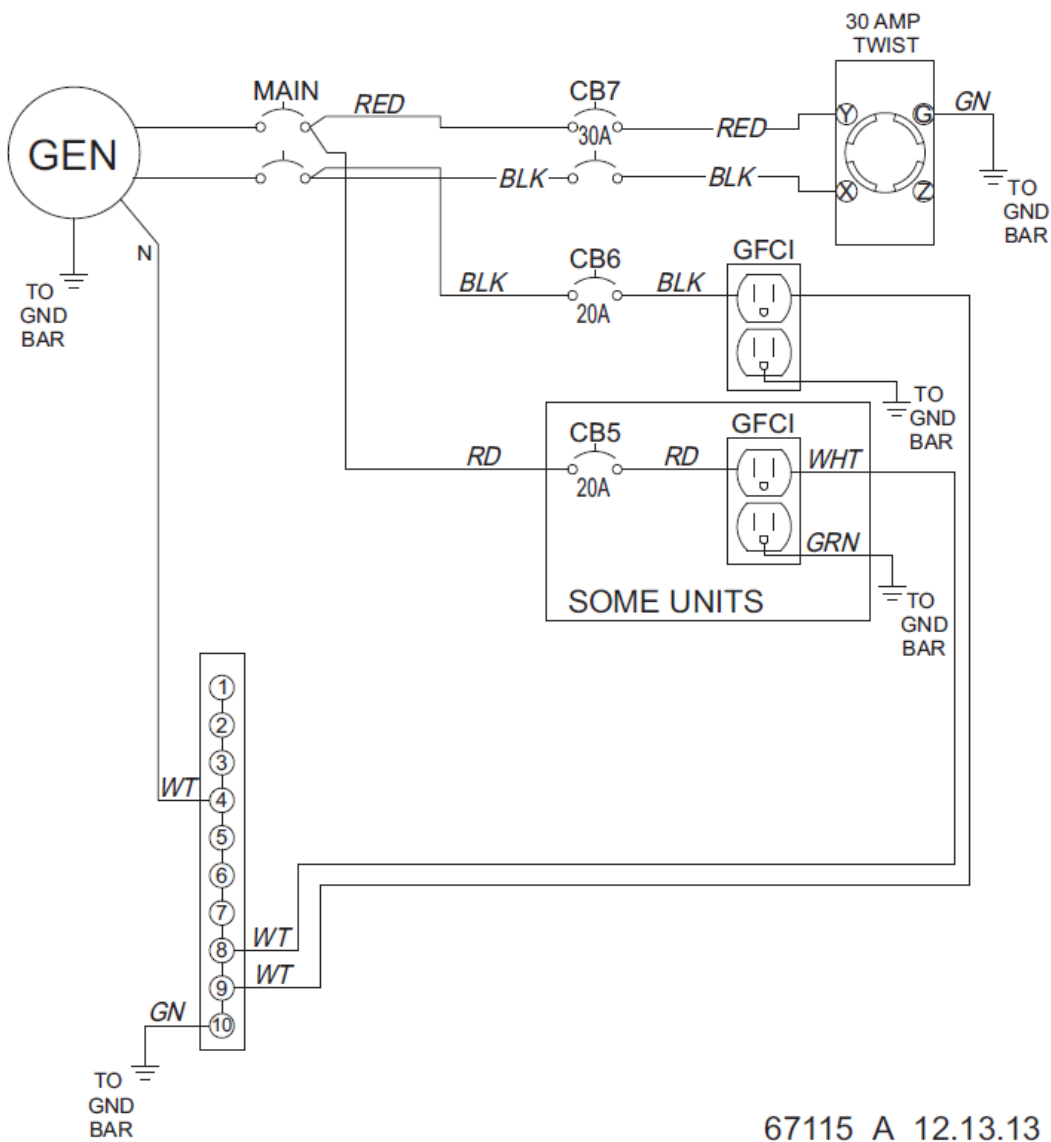 30 AMP
TWIST
MAIN
RED
CB7
30A
RED
Y
G
GN
GEN
BLK
BLK
X
Z
TO
GND
BAR
N
TO
GND
BAR
BLK
CB6
20A
BLK
GFCI
TO
GND
BAR
RD
CB5
20A
RD
GFCI
WHT
GRN
SOME UNITS
TO
GND
BAR
1
2
3
WT
4
5
6
7
8
WT
9
WT
GN
10
TO
GND
BAR
67115 A 12.13.13